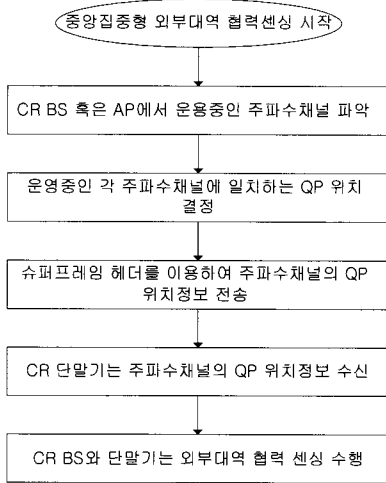 중앙집중형 외부대역 협력센싱 시작
CR BS 혹은 AP에서 운용중인 주파수채널 파악
운영중인 각 주파수채널에 일치하는 QP 위치
결정
슈퍼프레임 헤더를 이용하여 주파수채널의 QP
위치정보 전송
CR 단말기는 주파수채널의 QP 위치정보 수신
CR BS와 단말기는 외부대역 협력 센싱 수행